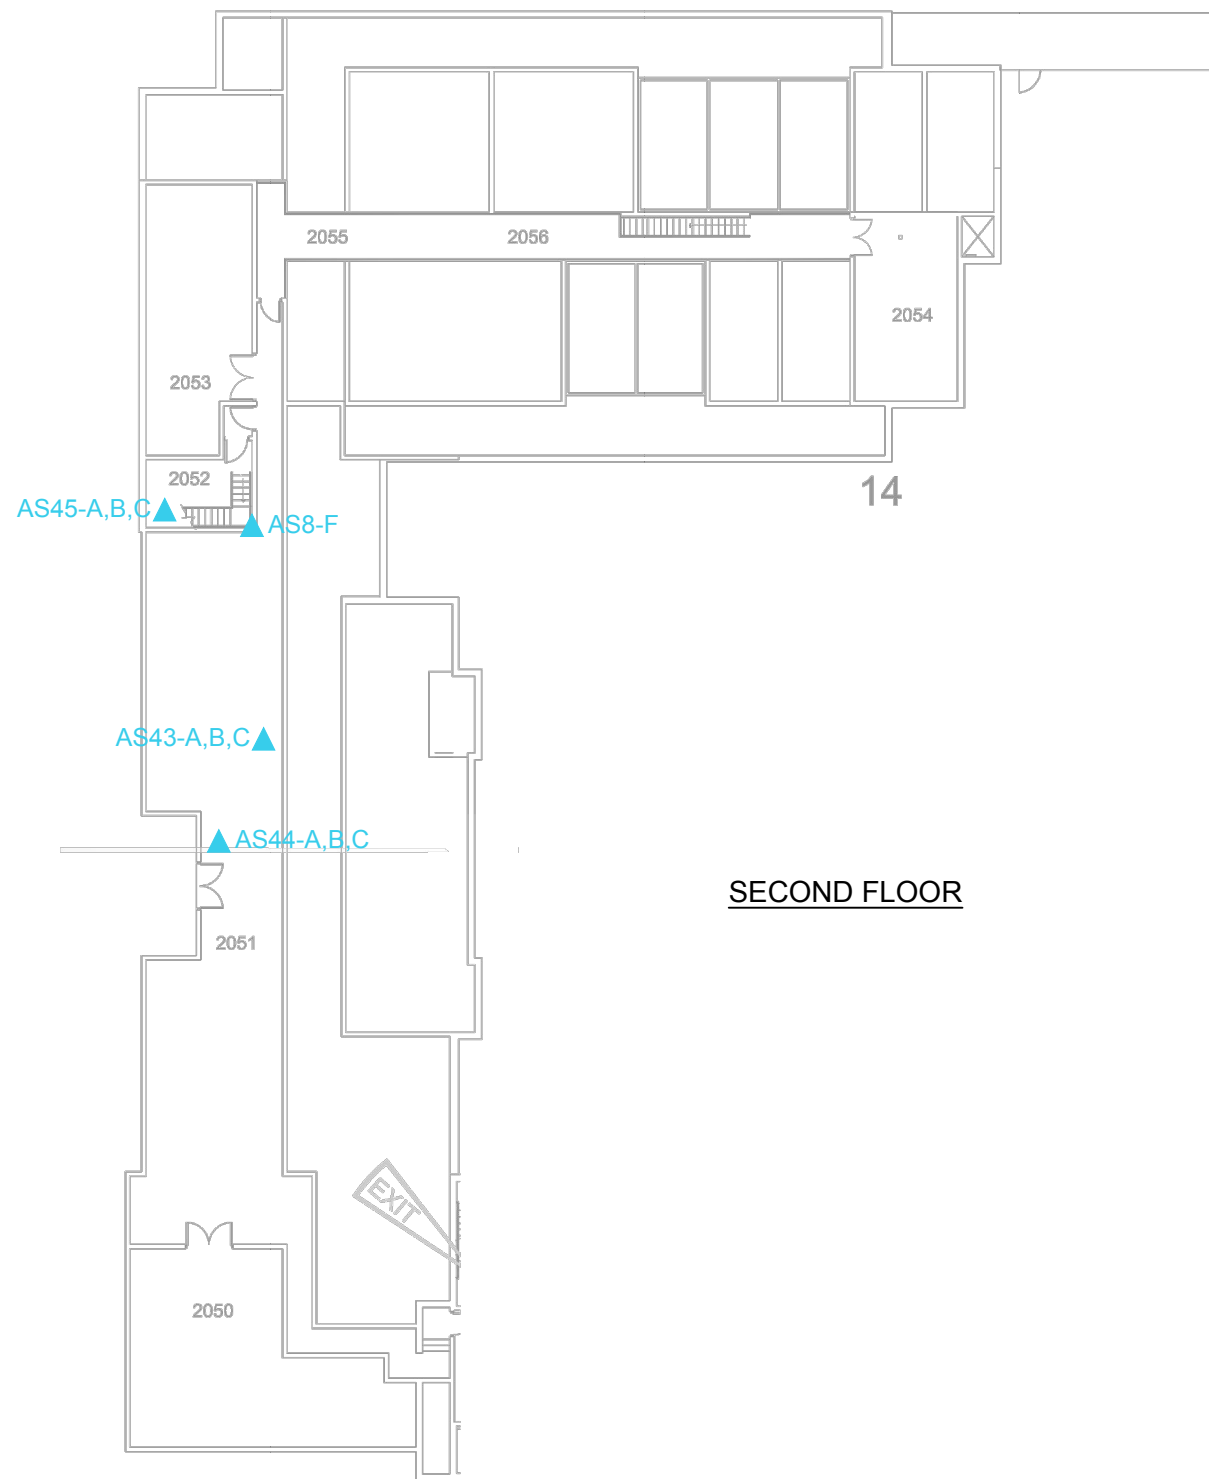 2055
2056
2054
2053
2052
14
AS45-A,B,C
AS8-F
AS43-A,B,C
AS44-A,B,C
SECOND FLOOR
2051
EXIT
2050